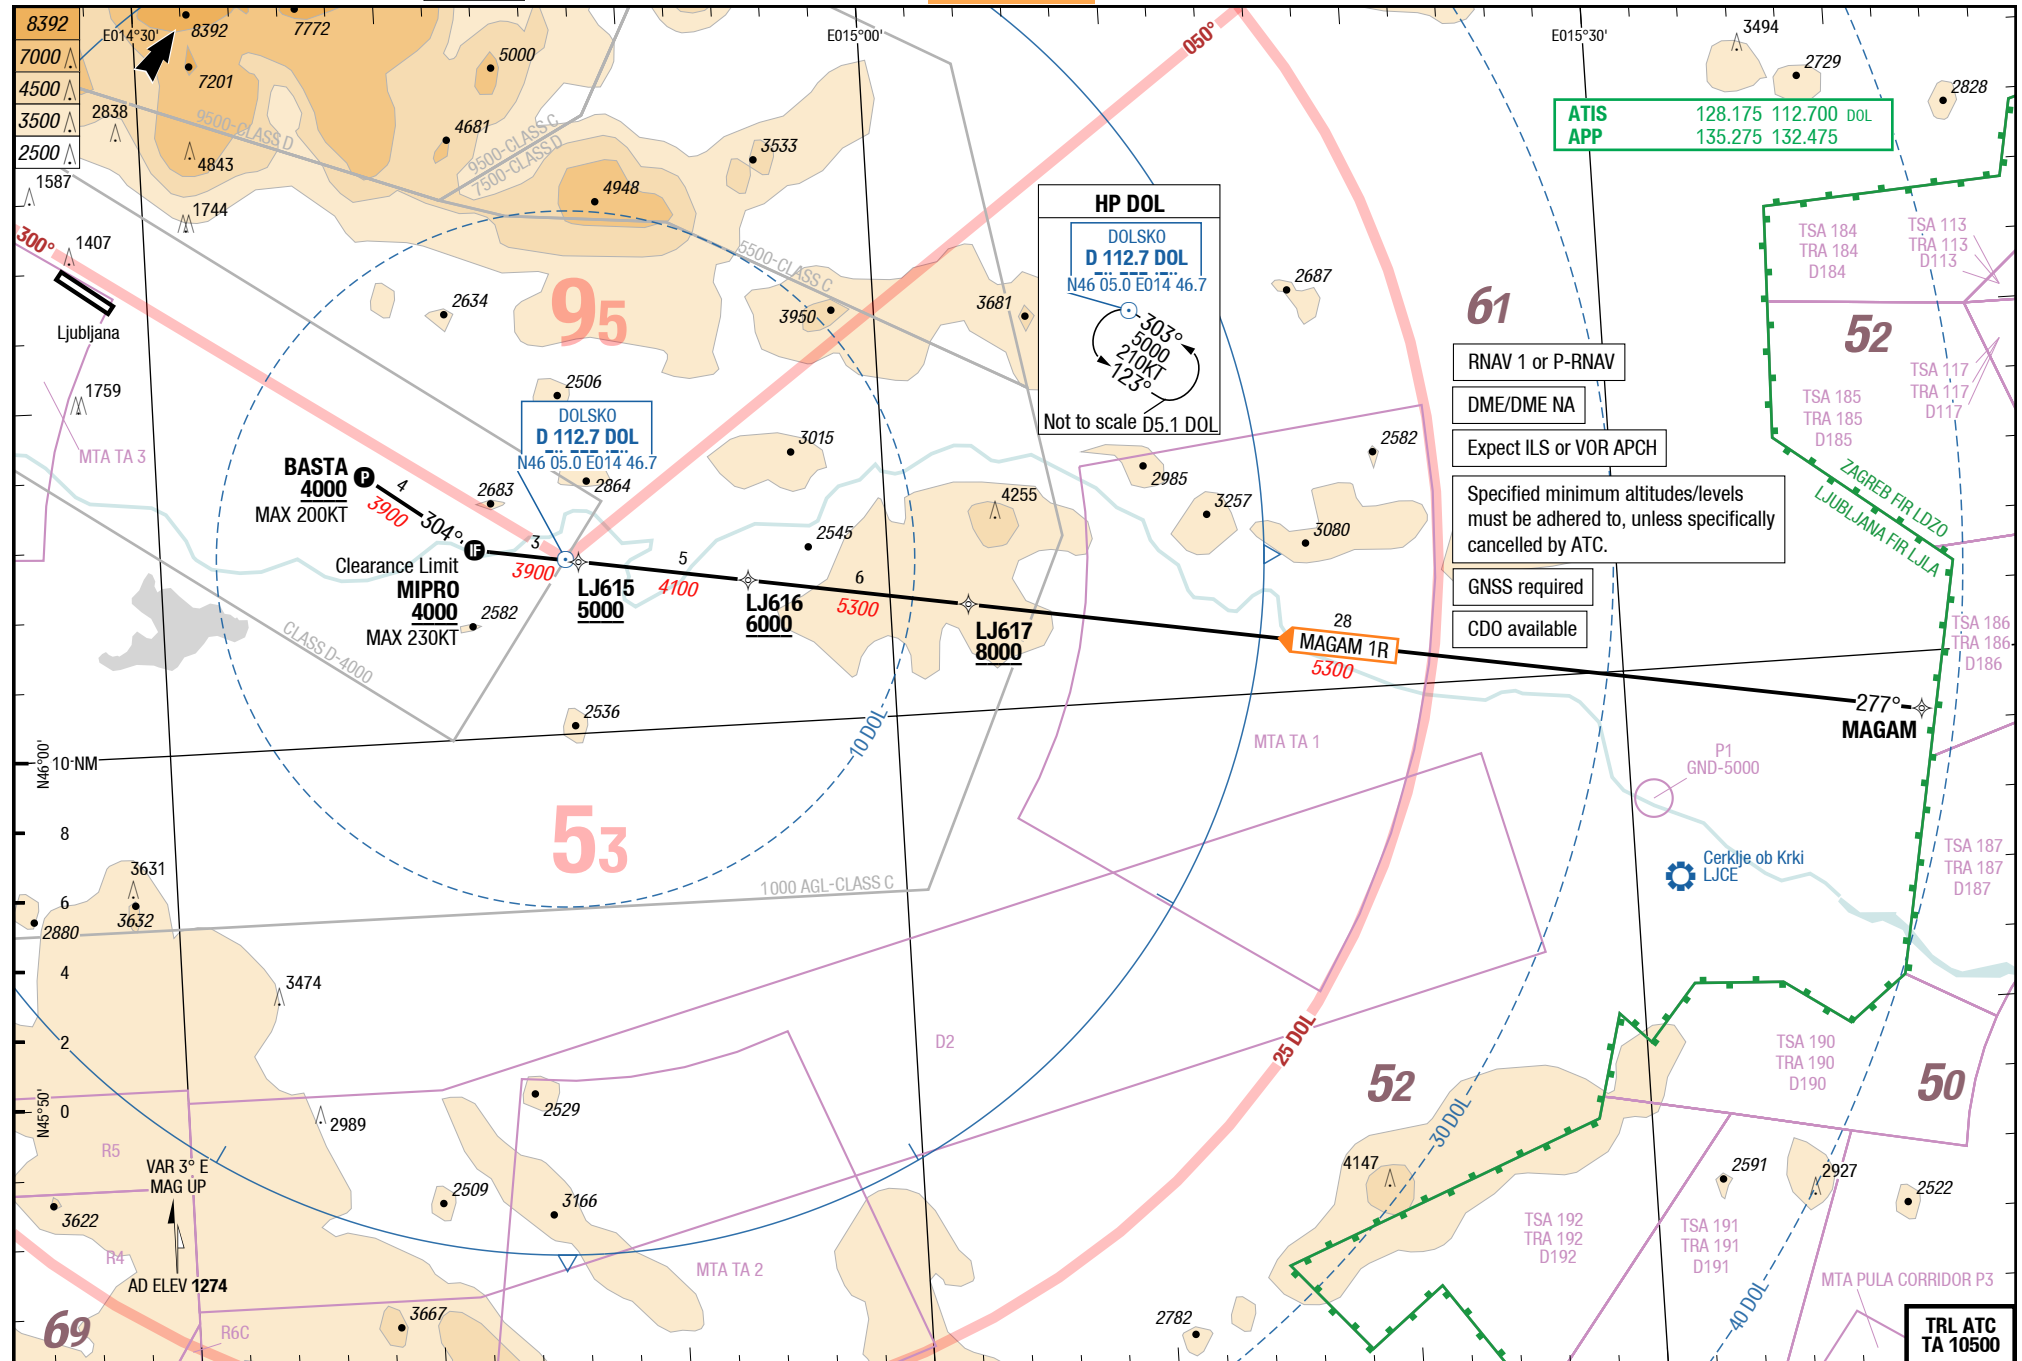 8392
7000
4500
3500
2500
E014°30'
8392
7772
7201
5000
2838
4843
4681
9500-CLASS D
9500-CLASS C
7500-CLASS D
3533
4948
1587
1744
1407
300°
Ljubljana
1759
MTA TA 3
2634
95
5500-CLASS C
3950
3681
E015°00'
050°
E015°30'
3494
2729
2828
ATIS 128.175 112.700 DOL
APP 135.275 132.475
HP DOL
DOLSKO
D 112.7 DOL
N46 05.0 E014 46.7
303°
5000
210KT
123°
Not to scale D5.1 DOL
2687
61
52
TSA 184
TRA 184
D184
TSA 113
TRA 113
D113
TSA 117
TRA 117
D117
TSA 185
TRA 185
D185
RNAV 1 or P-RNAV
DME/DME NA
Expect ILS or VOR APCH
Specified minimum altitudes/levels
must be adhered to, unless specifically
cancelled by ATC.
GNSS required
CDO available
ZAGREB FIR LDZO
LJUBLJANA FIR LJLA
2506
DOLSKO
D 112.7 DOL
N46 05.0 E014 46.7
2864
2683
3015
2545
4255
2985
3257
2582
3080
BASTA
4000
MAX 200KT
4
3900
304°
Clearance Limit
MIPRO
4000
MAX 230KT
2582
3
3900
LJ615
5000
5
4100
LJ616
6000
6
5300
LJ617
8000
28
MAGAM 1R
5300
277°
MAGAM
TSA 186
TRA 186
D186
CLASS D-4000
2536
10 DOL
MTA TA 1
P1
GND-5000
Cerklje ob Krki
LJCE
TSA 187
TRA 187
D187
N46°00'
10 NM
8
6
4
2
0
N45°50'
53
1000 AGL-CLASS C
3631
3632
2880
3474
2989
D2
25 DOL
52
30 DOL
TSA 190
TRA 190
D190
50
R5
VAR 3° E
MAG UP
3622
R4
AD ELEV 1274
69
R6C
2529
2509
3166
3667
MTA TA 2
2782
4147
TSA 192
TRA 192
D192
2591
2927
2522
TSA 191
TRA 191
D191
40 DOL
MTA PULA CORRIDOR P3
TRL ATC
TA 10500